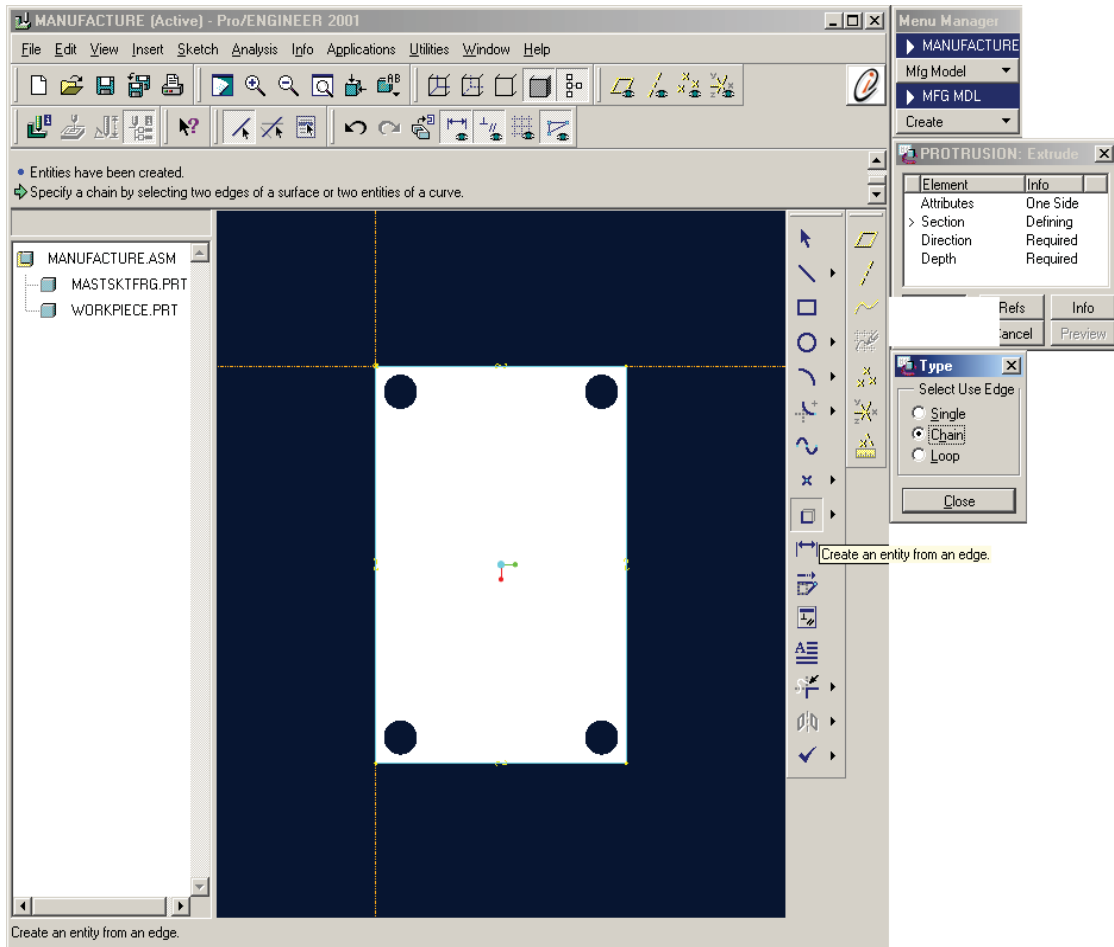 MANUFACTURE (Active) - Pro/ENGINEER 2001
File Edit View Insert Sketch Analysis Info Applications Utilities Window Help
Entities have been created.
Specify a chain by selecting two edges of a surface or two entities of a curve.
MANUFACTURE.ASM
MASTSKTFRG.PRT
WORKPIECE.PRT
Create an entity from an edge.
Create an entity from an edge.
Menu Manager
MANUFACTURE
Mfg Model
MFG MDL
Create
PROTRUSION: Extrude
Element Info
Attributes One Side
> Section Defining
Direction Required
Depth Required
Refs Info
ancel Preview
Type
Select Use Edge
Single
Chain
Loop
Close